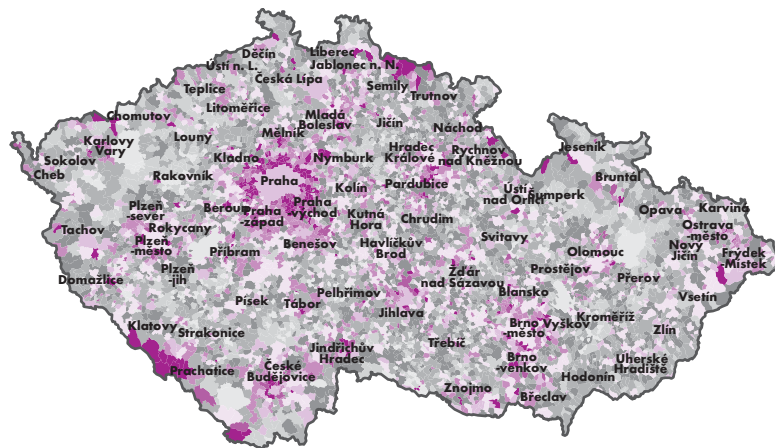 Děčín
Liberec
Ústí n. L.
Jablonec n. N.
Česká Lípa
Teplice
Semily
Trutnov
Litoměřice
Chomutov
Mladá
Boleslav
Jičín
Louny
Mělník
Náchod
Jeseník
Karlovy
Vary
Sokolov
Cheb
Kladno
Nymburk
Hradec
Králové
Rychnov
nad Kněžnou
Rakovník
Praha
Kolín
Pardubice
Bruntál
Ústí
nad Orlicí
Šumperk
Plzeň
-sever
Beroun
Praha
-západ
Praha
-východ
Kutná
Hora
Chrudim
Opava
Karviná
Ostrava
-město
Tachov
Rokycany
Plzeň
-město
Příbram
Benešov
Havlíčkův
Brod
Svitavy
Olomouc
Nový
Jičín
Frýdek
-Místek
Domažlice
Plzeň
-jih
Žďár
nad Sázavou
Prostějov
Přerov
Písek
Tábor
Pelhřimov
Blansko
Vsetín
Klatovy
Strakonice
Jihlava
Brno
-město
Vyškov
Kroměříž
Zlín
Třebíč
Jindřichův
Hradec
Prachatice
České
Budějovice
Brno
-venkov
Uherské
Hradiště
Hodonín
Znojmo
Břeclav